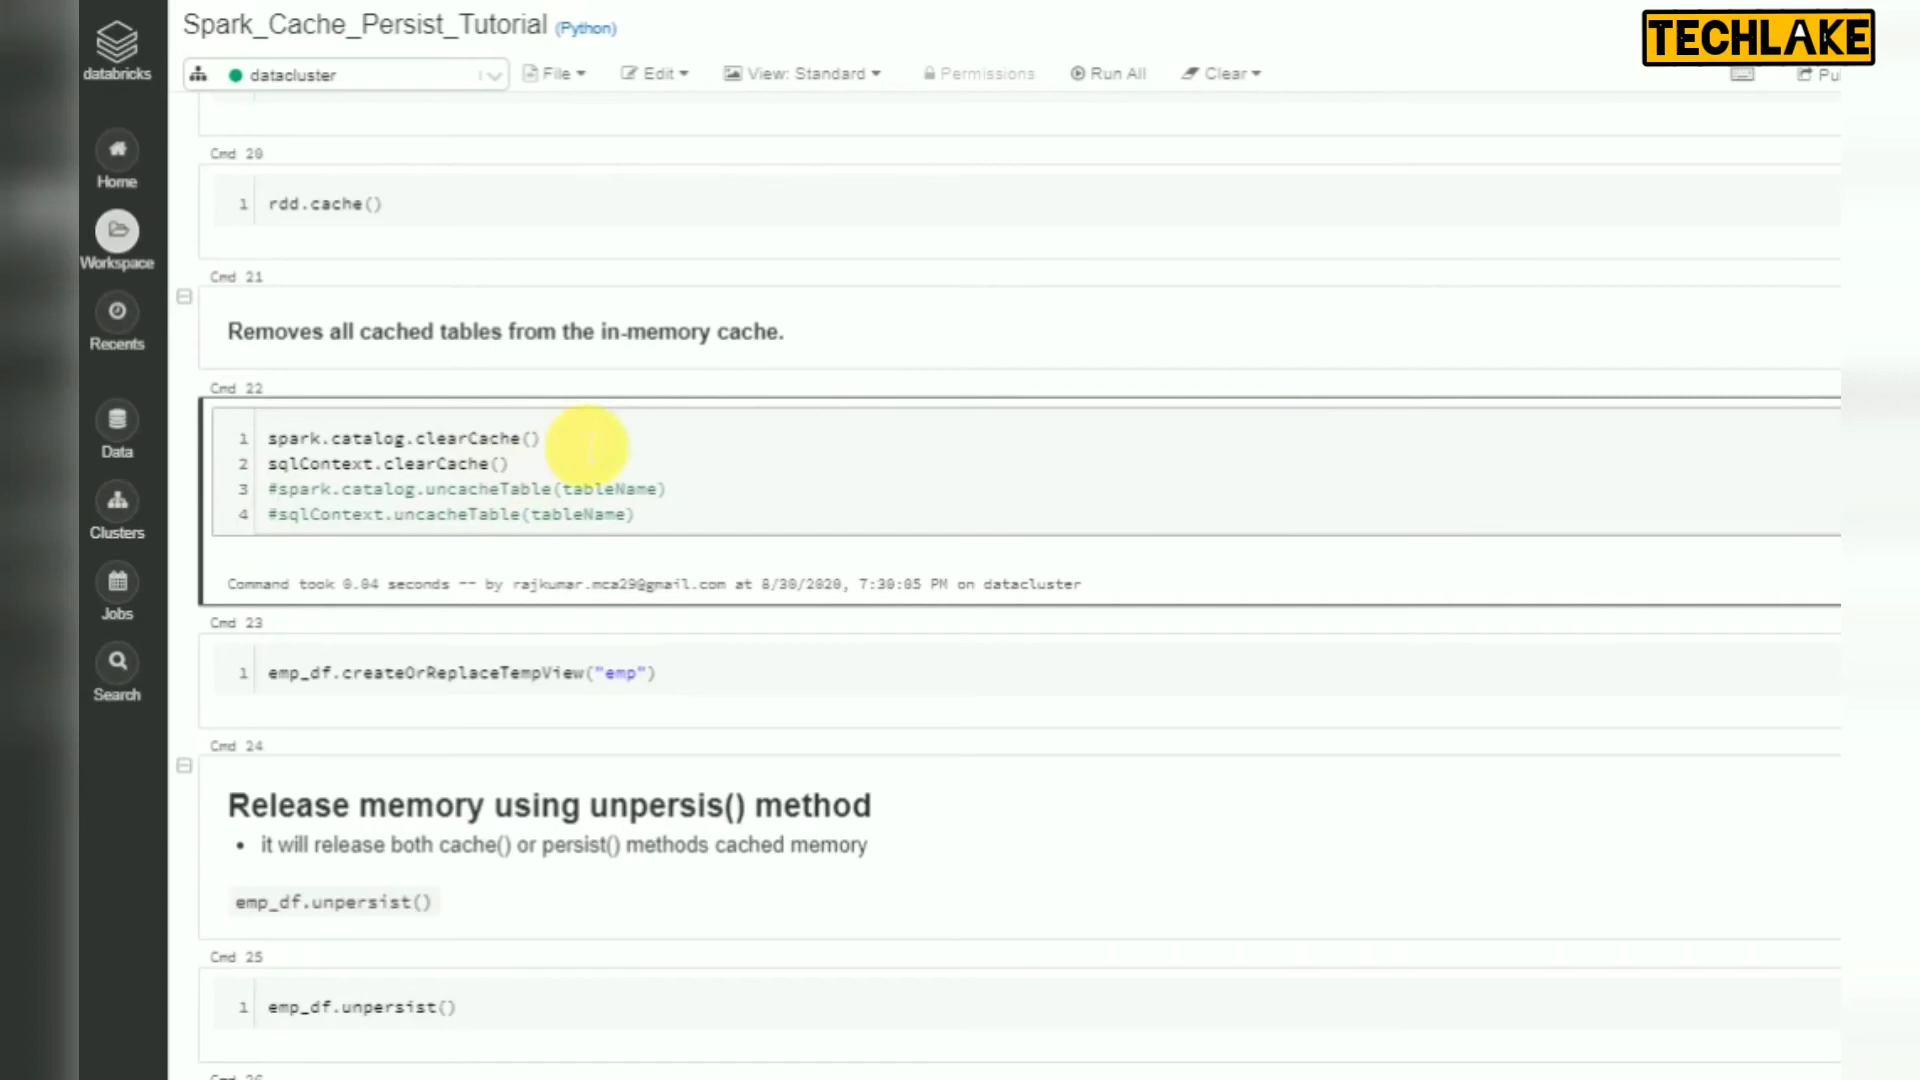 Spark_Cache_Persist_Tutorial (Python)
TECHLAKE
databricks
datacluster
File
Edit
View: Standard
Permissions
Run All
Clear
Pu
Home
Workspace
Recents
Data
Clusters
Jobs
Search
Cmd 20
1 rdd.cache()
Cmd 21
Removes all cached tables from the in-memory cache.
Cmd 22
1 spark.catalog.clearCache()
2 sqlContext.clearCache()
3 #spark.catalog.uncacheTable(tableName)
4 #sqlContext.uncacheTable(tableName)
Command took 0.04 seconds -- by rajkumar.mca29@gmail.com at 8/30/2020, 7:30:05 PM on datacluster
Cmd 23
1 emp_df.createOrReplaceTempView("emp")
Cmd 24
Release memory using unpersis() method
• it will release both cache() or persist() methods cached memory
emp_df.unpersist()
Cmd 25
1 emp_df.unpersist()
Cmd 26